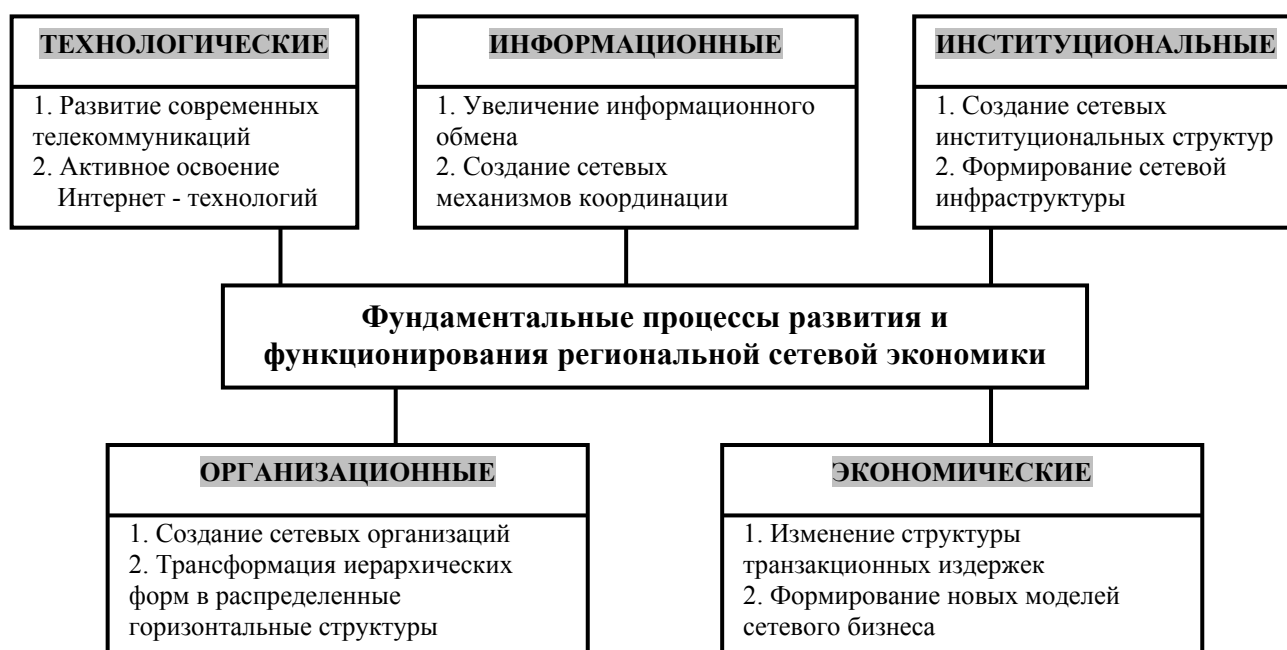 ТЕХНОЛОГИЧЕСКИЕ
1. Развитие современных
телекоммуникаций
2. Активное освоение
Интернет - технологий
ИНФОРМАЦИОННЫЕ
1. Увеличение информационного
обмена
2. Создание сетевых
механизмов координации
ИНСТИТУЦИОНАЛЬНЫЕ
1. Создание сетевых
институциональных структур
2. Формирование сетевой
инфраструктуры
Фундаментальные процессы развития и
функционирования региональной сетевой экономики
ОРГАНИЗАЦИОННЫЕ
1. Создание сетевых организаций
2. Трансформация иерархических
форм в распределенные
горизонтальные структуры
ЭКОНОМИЧЕСКИЕ
1. Изменение структуры
транзакционных издержек
2. Формирование новых моделей
сетевого бизнеса